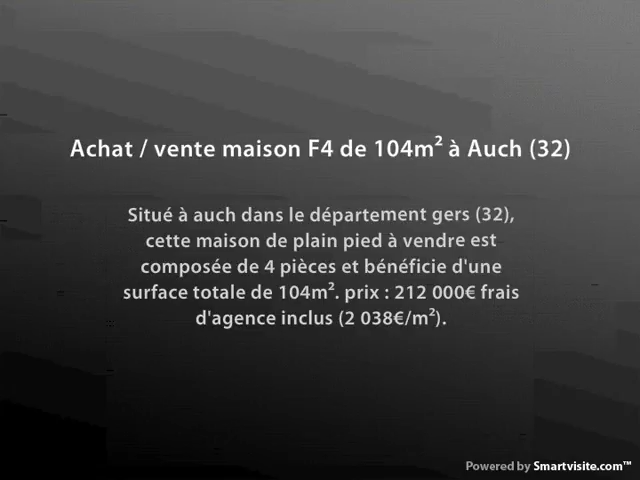 Achat / vente maison F4 de 104m² à Auch (32)
Situé à auch dans le département gers (32),
cette maison de plain pied à vendre est
composée de 4 pièces et bénéficie d'une
surface totale de 104m². prix : 212 000€ frais
d'agence inclus (2 038€/m²).
Powered by Smartvisite.com™